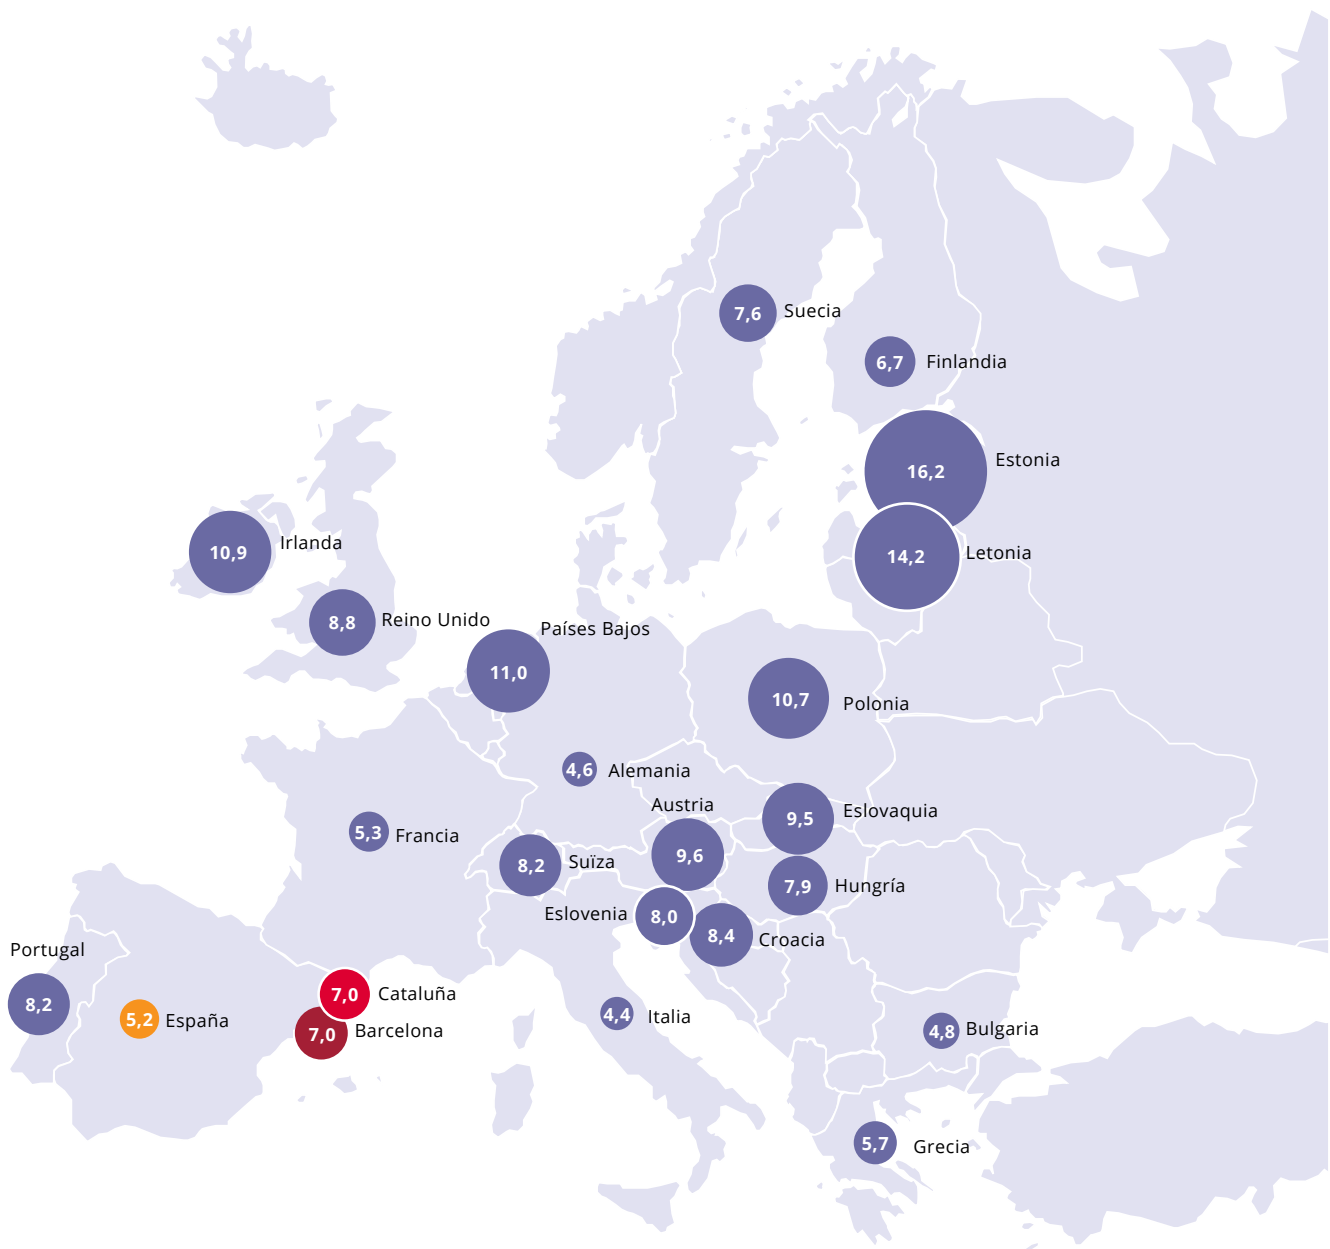 7,6 Suecia
6,7 Finlandia
16,2 Estonia
10,9 Irlanda
14,2 Letonia
8,8 Reino Unido
Países Bajos
11,0
10,7 Polonia
4,6 Alemania
Austria
9,5 Eslovaquia
5,3 Francia
9,6
8,2 Suïza
7,9 Hungría
Eslovenia 8,0
8,4 Croacia
Portugal
8,2
7,0 Cataluña
5,2 España
7,0 Barcelona
4,4 Italia
4,8 Bulgaria
5,7 Grecia